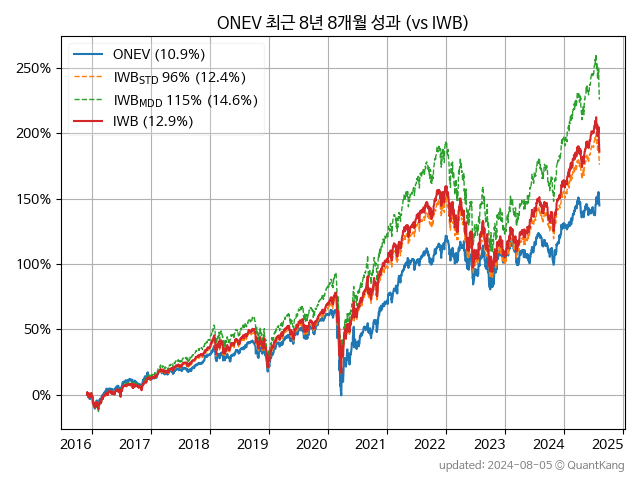 ONEV 최근 8년 8개월 성과 (vs IWB)
ONEV (10.9%)
IWB_STD 96% (12.4%)
IWB_MDD 115% (14.6%)
IWB (12.9%)
250%
200%
150%
100%
50%
0%
2016 2017 2018 2019 2020 2021 2022 2023 2024 2025
updated: 2024-08-05 © QuantKang